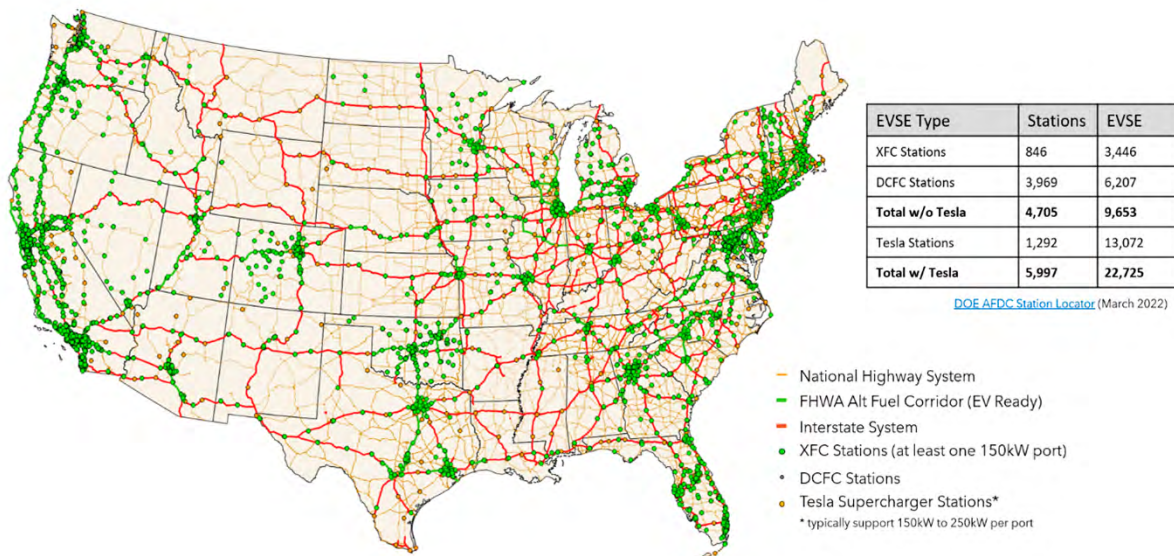 EVSE Type Stations EVSE
XFC Stations 846 3,446
DCFC Stations 3,969 6,207
Total w/o Tesla 4,705 9,653
Tesla Stations 1,292 13,072
Total w/ Tesla 5,997 22,725
DOE AFDC Station Locator (March 2022)
National Highway System
FHWA Alt Fuel Corridor (EV Ready)
Interstate System
XFC Stations (at least one 150kW port)
DCFC Stations
Tesla Supercharger Stations*
* typically support 150kW to 250kW per port